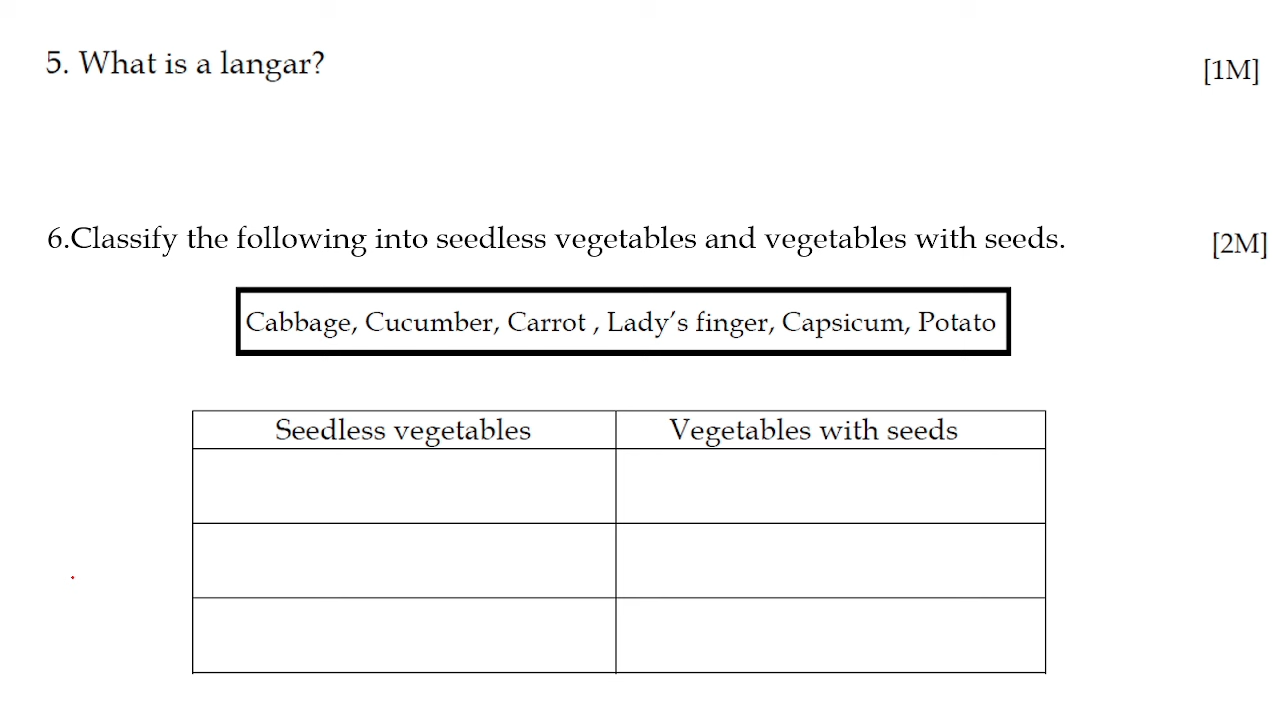 5. What is a langar? [1M]
6.Classify the following into seedless vegetables and vegetables with seeds. [2M]
Cabbage, Cucumber, Carrot , Lady’s finger, Capsicum, Potato
Seedless vegetables Vegetables with seeds